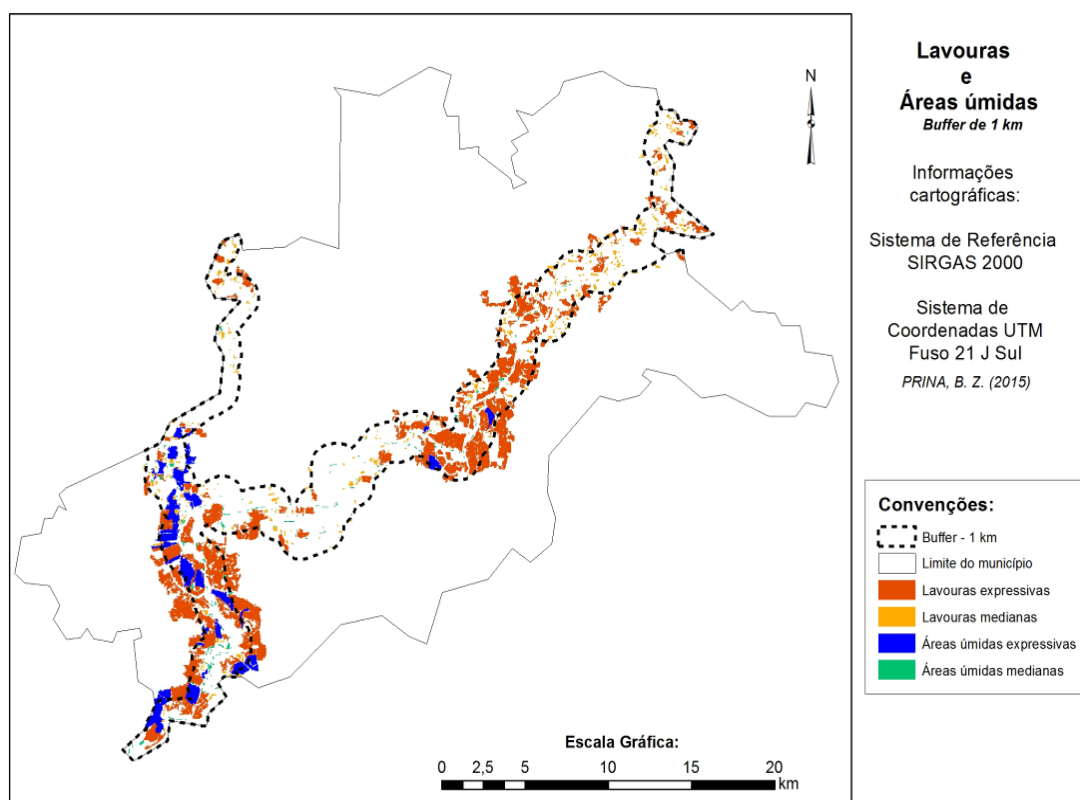 Lavouras
e
Áreas úmidas
Buffer de 1 km
N
Informações
cartográficas:
Sistema de Referência
SIRGAS 2000
Sistema de
Coordenadas UTM
Fuso 21 J Sul
PRINA, B. Z. (2015)
Convenções:
Buffer - 1 km
Limite do município
Lavouras expressivas
Lavouras medianas
Áreas úmidas expressivas
Áreas úmidas medianas
Escala Gráfica:
0 2,5 5 10 15 20
km